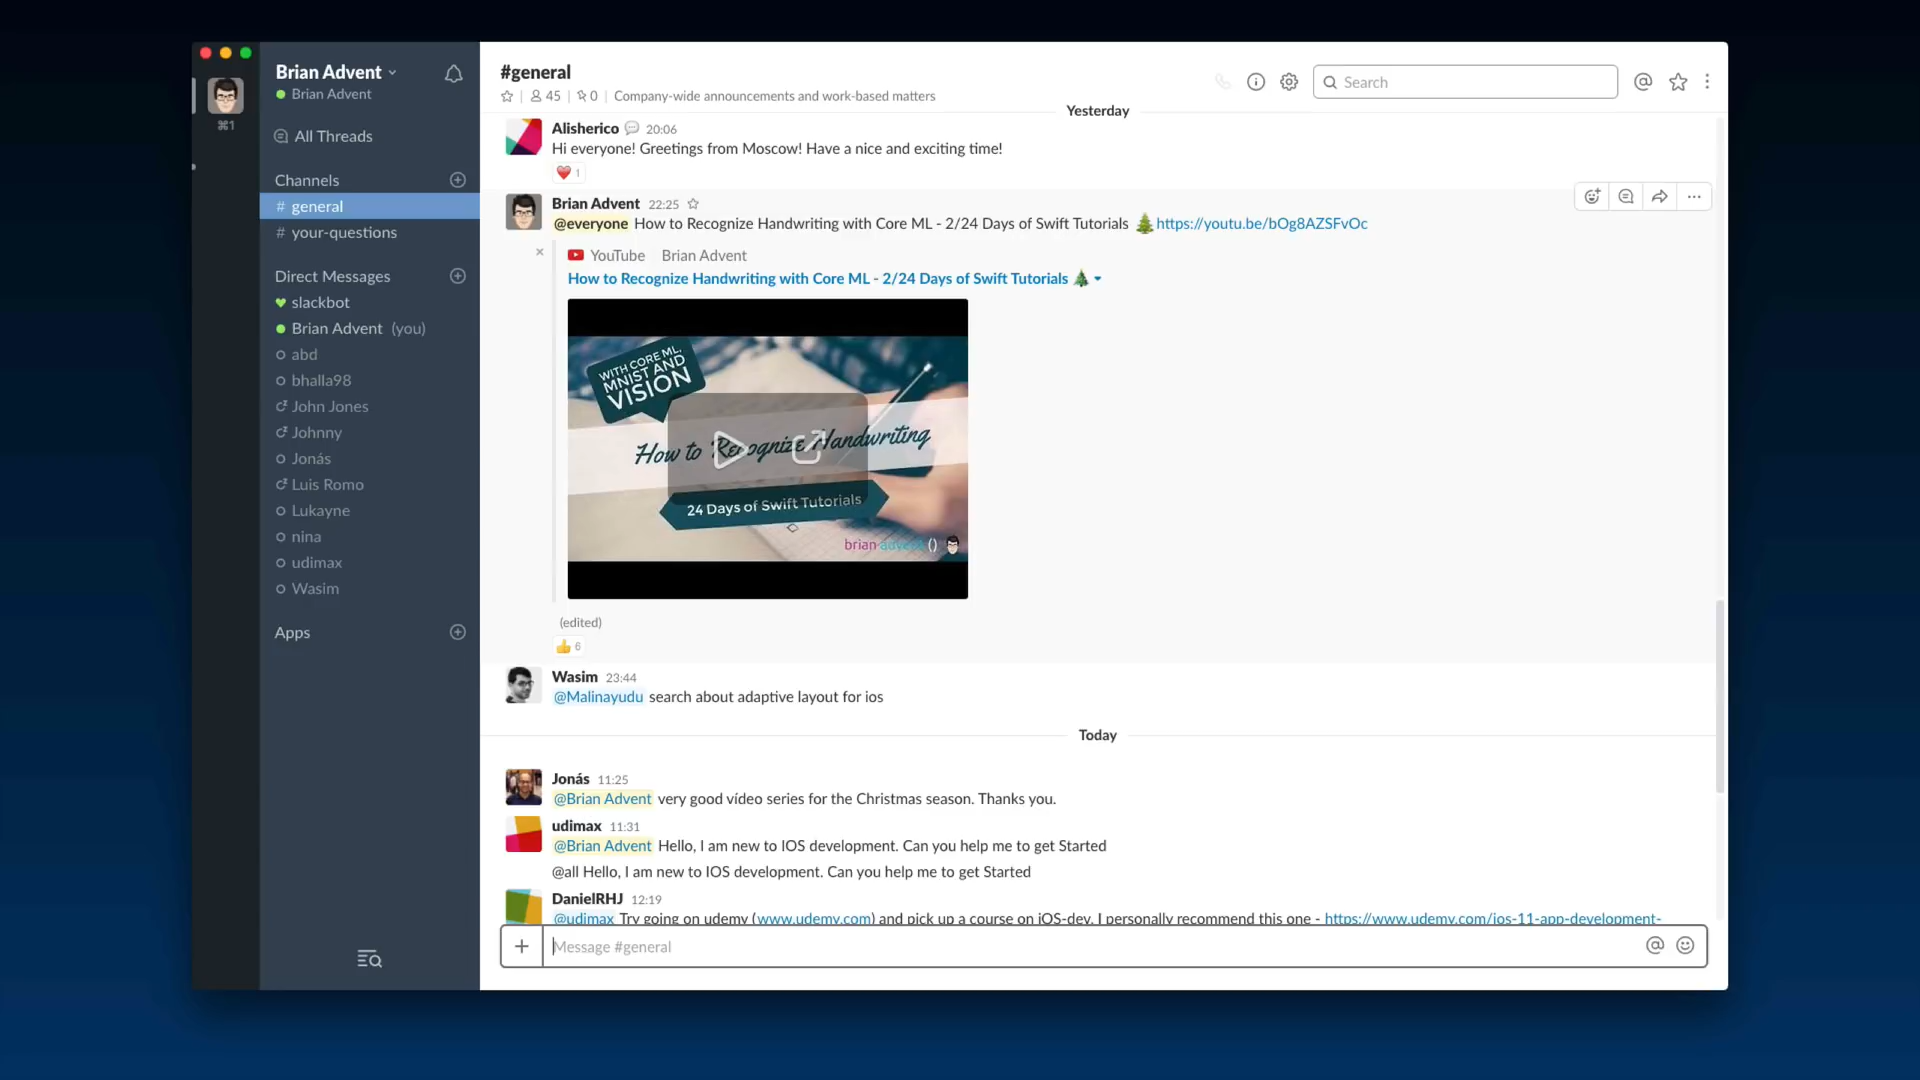 Brian Advent
Brian Advent
⌘1
All Threads
Channels
# general
# your-questions
Direct Messages
slackbot
Brian Advent (you)
abd
bhalla98
John Jones
Johnny
Jonás
Luis Romo
Lukayne
nina
udimax
Wasim
Apps
#general
45 | 0 | Company-wide announcements and work-based matters
Search
Yesterday
Alisherico 20:06
Hi everyone! Greetings from Moscow! Have a nice and exciting time!
❤️ 1
Brian Advent 22:25
@everyone How to Recognize Handwriting with Core ML - 2/24 Days of Swift Tutorials 🎄https://youtu.be/bOg8AZSFvOc
YouTube Brian Advent
How to Recognize Handwriting with Core ML - 2/24 Days of Swift Tutorials 🎄
WITH CORE ML,
MNIST AND
VISION
How to Recognize Handwriting
24 Days of Swift Tutorials
brian advent ()
(edited)
👍 6
Wasim 23:44
@Malinayudu search about adaptive layout for ios
Today
Jonás 11:25
@Brian Advent very good vídeo series for the Christmas season. Thanks you.
udimax 11:31
@Brian Advent Hello, I am new to IOS development. Can you help me to get Started
@all Hello, I am new to IOS development. Can you help me to get Started
DanielRHJ 12:19
@udimax Try going on udemy (www.udemy.com) and pick up a course on iOS-dev. I personally recommend this one - https://www.udemy.com/ios-11-app-development-
Message #general